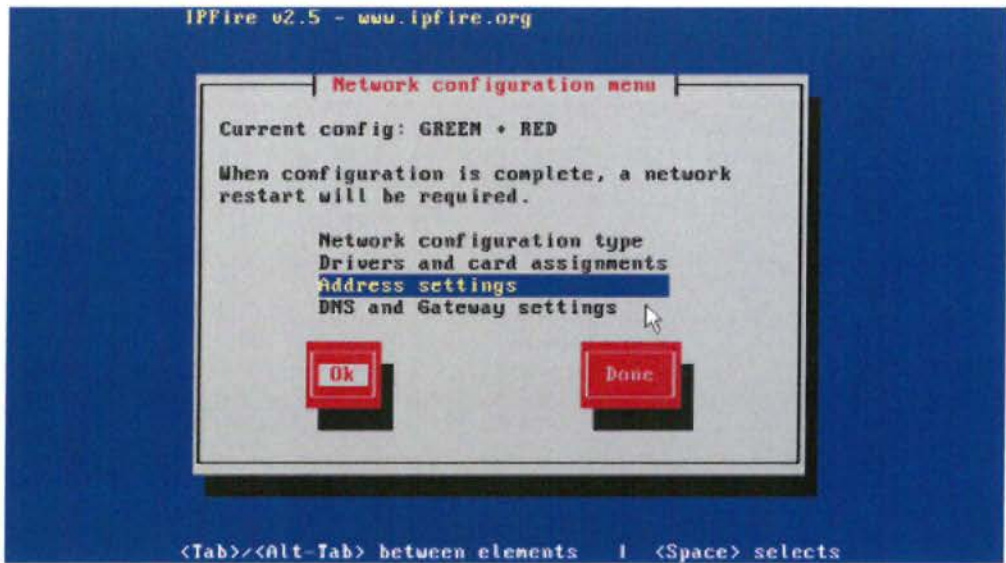 IPFire v2.5 - www.ipfire.org
Network configuration menu
Current config: GREEN + RED
When configuration is complete, a network
restart will be required.
Network configuration type
Drivers and card assignments
Address settings
DNS and Gateway settings
Ok
Done
<Tab>/<Alt-Tab> between elements | <Space> selects